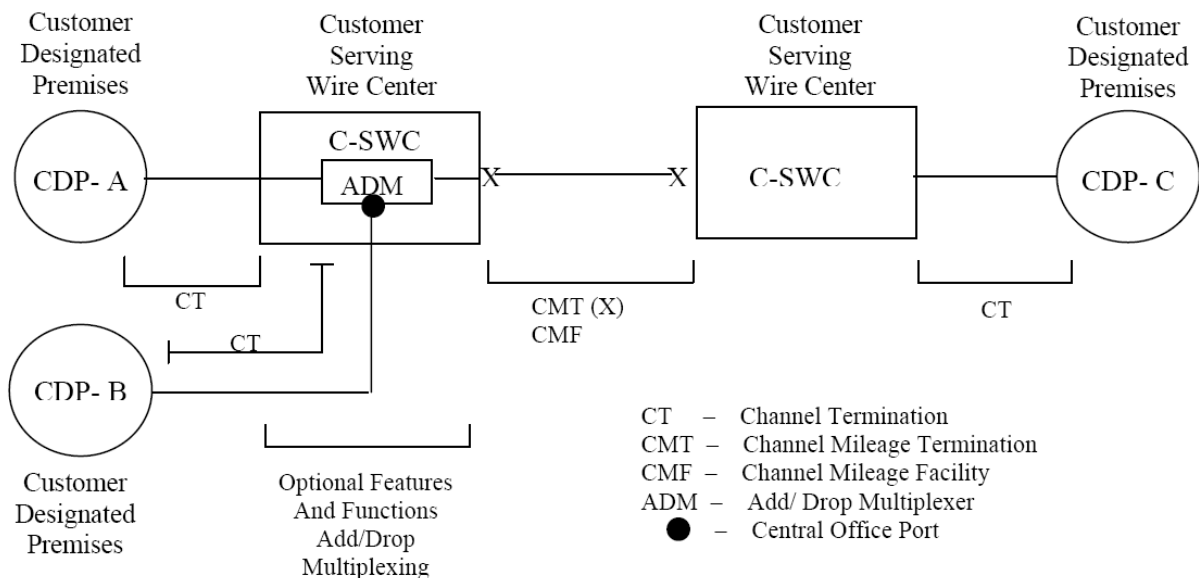 Customer
Designated
Premises
Customer
Serving
Wire Center
Customer
Serving
Wire Center
Customer
Designated
Premises
CDP- A
C-SWC
ADM
X
X
C-SWC
CDP- C
CT
CMT (X)
CMF
CT
CT
CDP- B
Customer
Designated
Premises
Optional Features
And Functions
Add/Drop
Multiplexing
CT – Channel Termination
CMT – Channel Mileage Termination
CMF – Channel Mileage Facility
ADM – Add/ Drop Multiplexer
● – Central Office Port